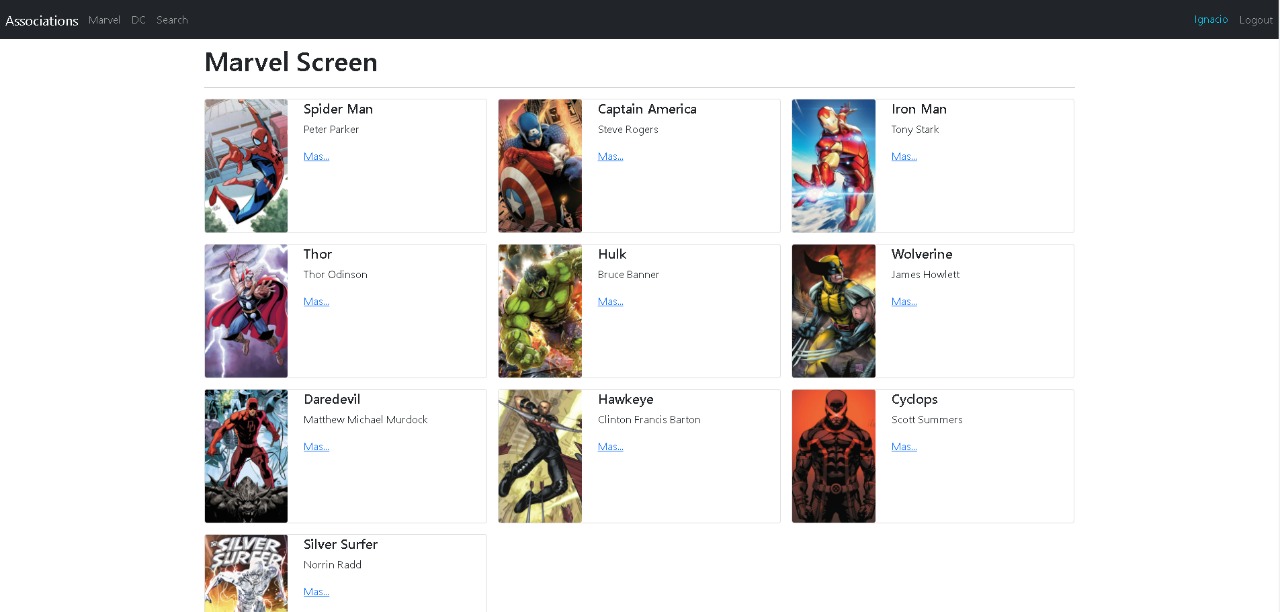 Associations Marvel DC Search Ignacio Logout
Marvel Screen
Spider Man
Peter Parker
Mas...
Captain America
Steve Rogers
Mas...
Iron Man
Tony Stark
Mas...
Thor
Thor Odinson
Mas...
Hulk
Bruce Banner
Mas...
Wolverine
James Howlett
Mas...
Daredevil
Matthew Michael Murdock
Mas...
Hawkeye
Clinton Francis Barton
Mas...
Cyclops
Scott Summers
Mas...
SILVER
SURFER
Silver Surfer
Norrin Radd
Mas...